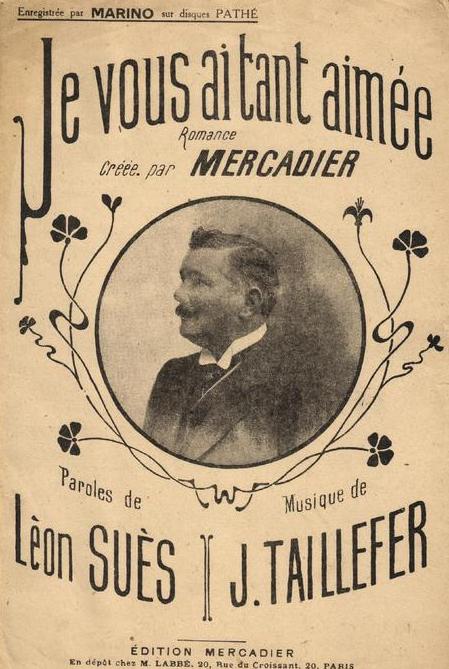 Enregistrée par MARINO sur disques PATHÉ
Je vous ai tant aimée
Romance
Créée. par MERCADIER
Paroles de
Lèon SUÈS
Musique de
J. TAILLEFER
ÉDITION MERCADIER
En dépôt chez M. LABBÉ. 20, Rue du Croissant. 20. PARIS